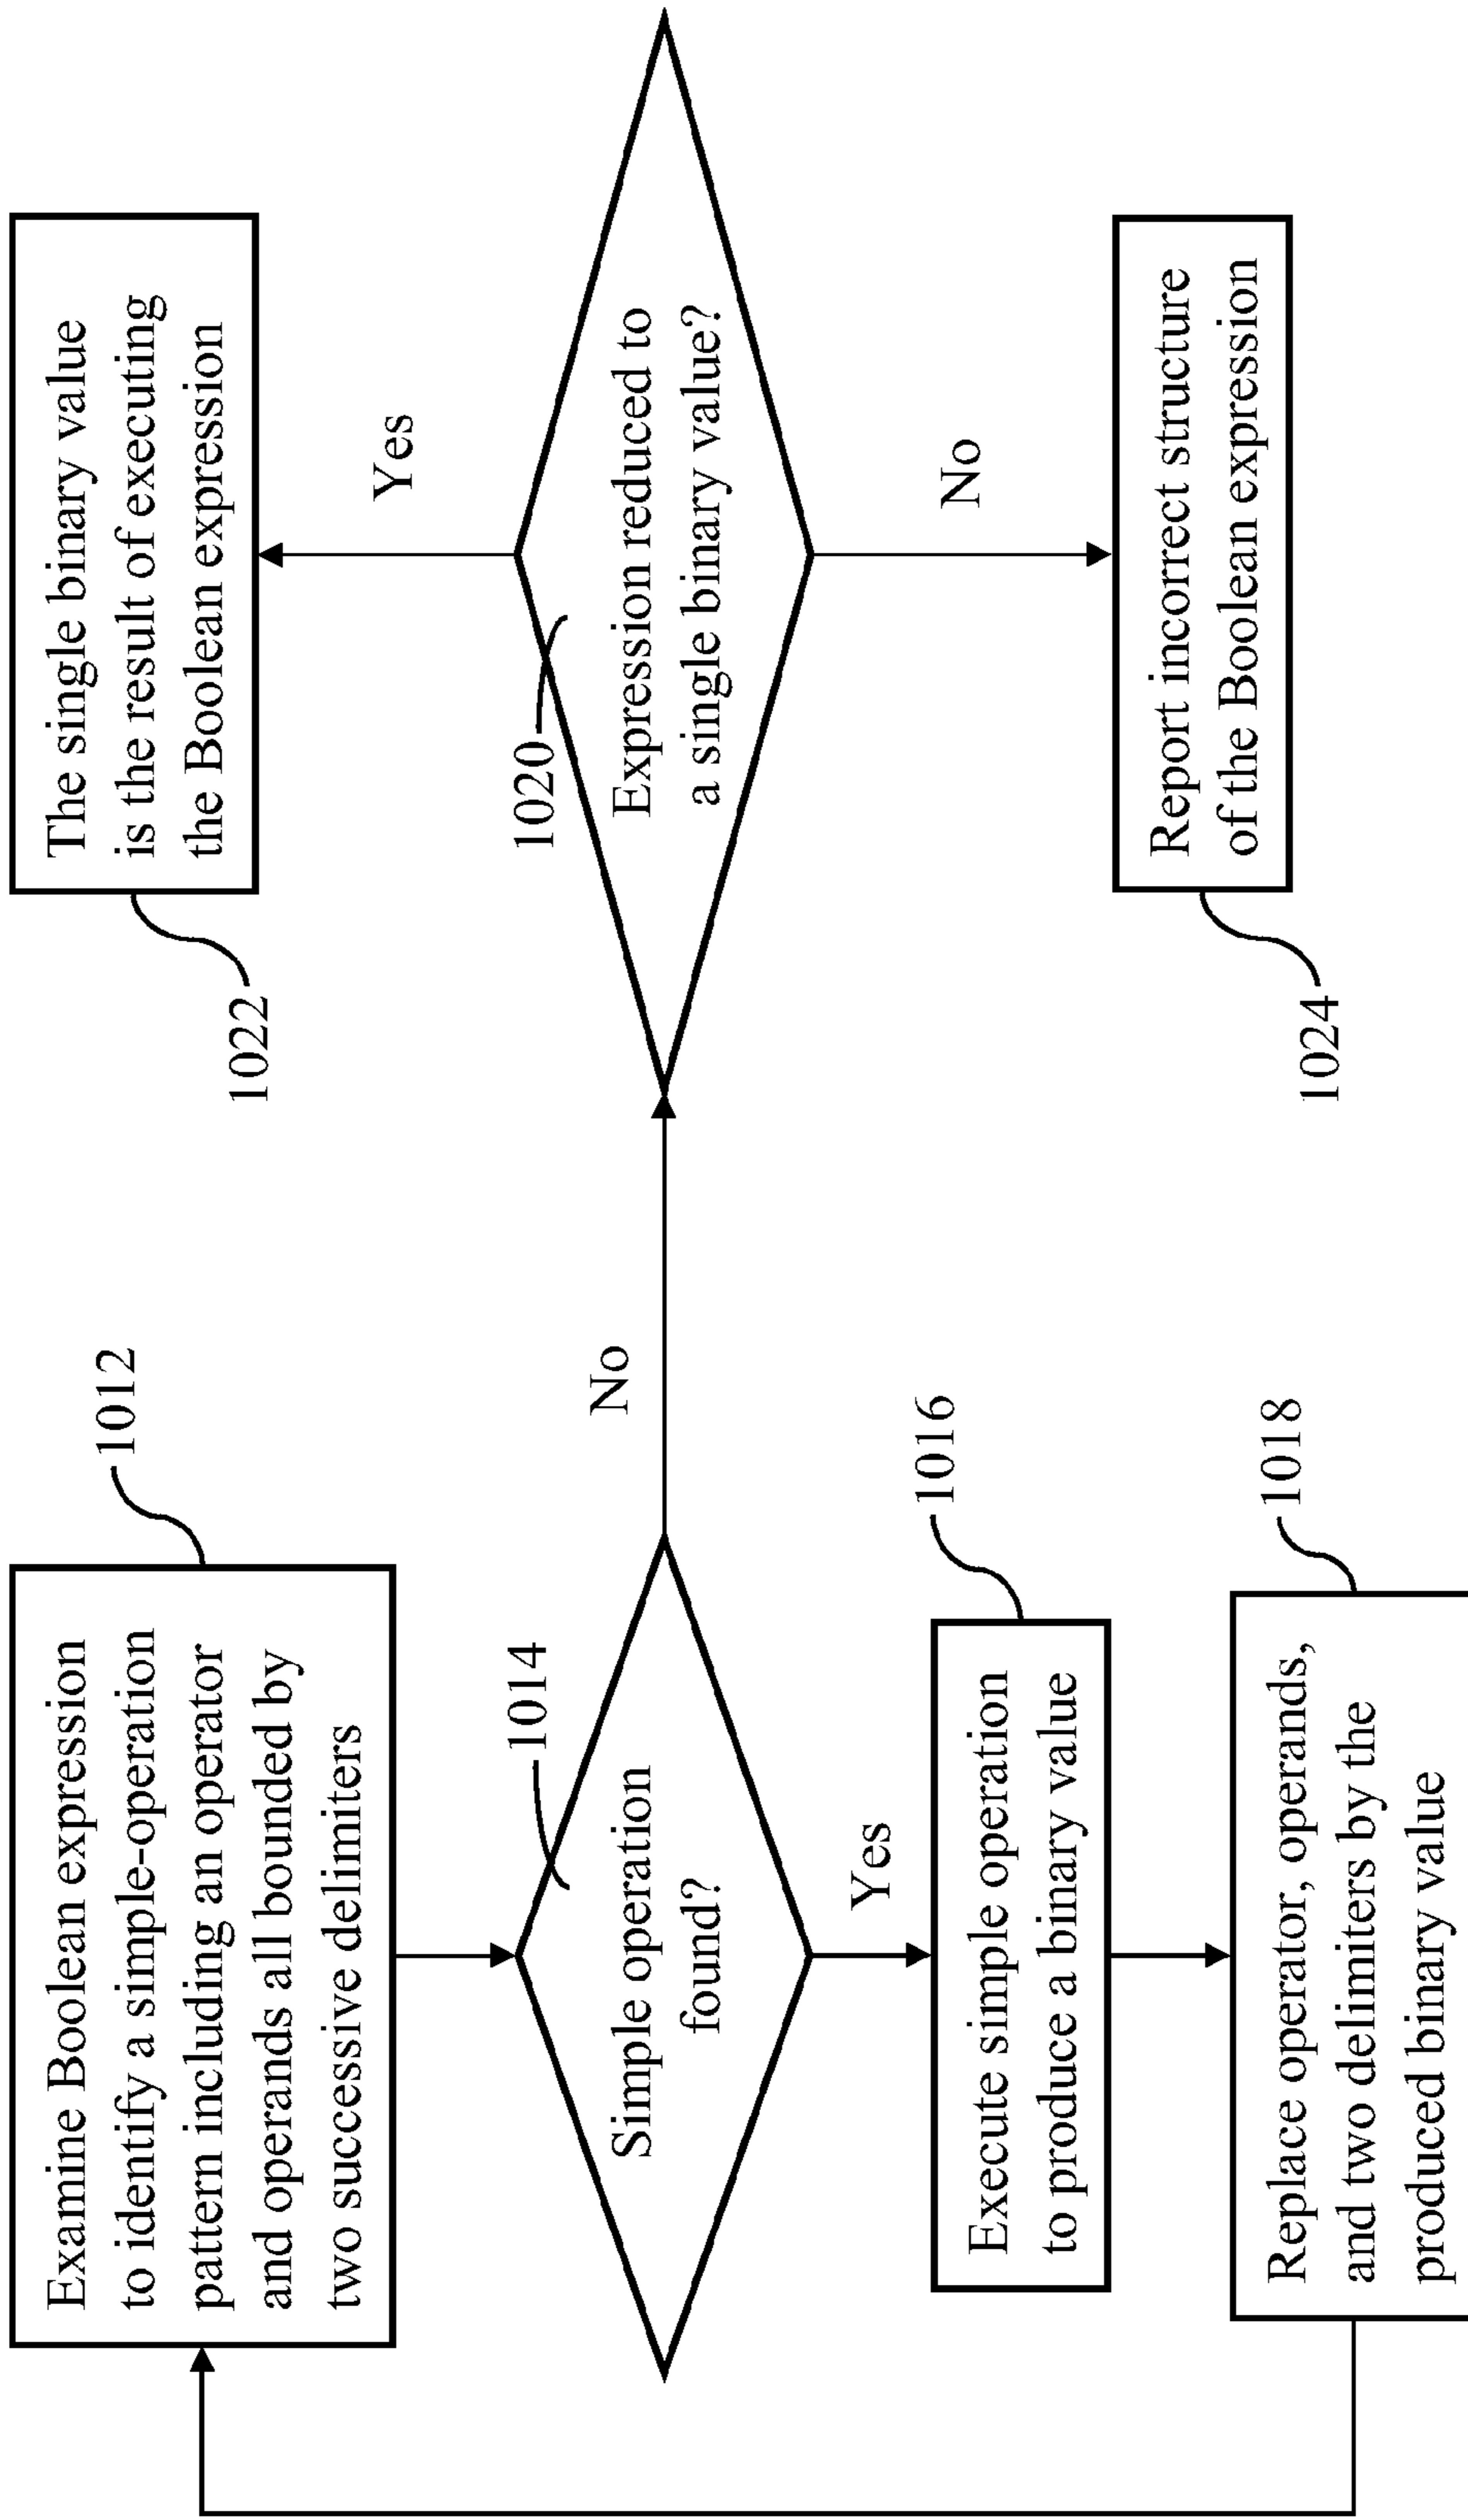 Examine Boolean expression
to identify a simple-operation
pattern including an operator
and operands all bounded by
two successive delimiters
1012
1014
Simple operation
found?
No
Yes
1016
Execute simple operation
to produce a binary value
1018
Replace operator, operands,
and two delimiters by the
produced binary value
1020
Expression reduced to
a single binary value?
Yes
The single binary value
is the result of executing
the Boolean expression
1022
No
Report incorrect structure
of the Boolean expression
1024